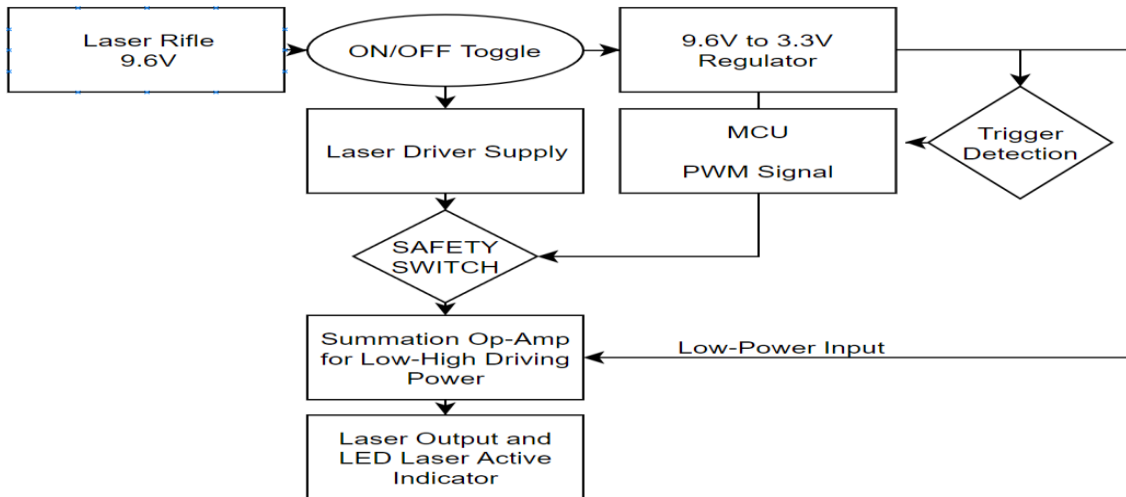 Laser Rifle
9.6V
ON/OFF Toggle
9.6V to 3.3V
Regulator
Laser Driver Supply
MCU
PWM Signal
Trigger
Detection
SAFETY
SWITCH
Summation Op-Amp
for Low-High Driving
Power
Low-Power Input
Laser Output and
LED Laser Active
Indicator